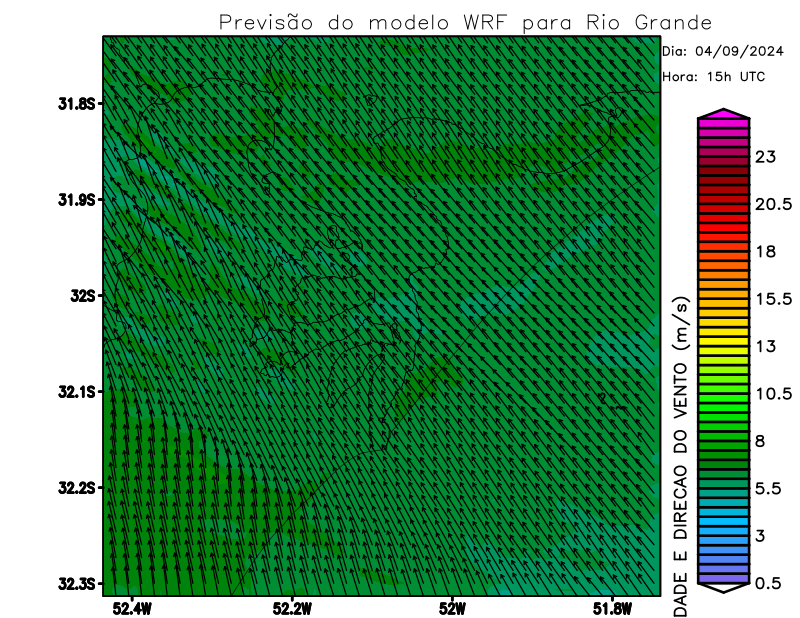 Previsão do modelo WRF para Rio Grande
Dia: 04/09/2024
Hora: 15h UTC
31.8S
31.9S
32S
32.1S
32.2S
32.3S
52.4W
52.2W
52W
51.8W
23
20.5
18
15.5
13
10.5
8
5.5
3
0.5
DADE E DIRECAO DO VENTO (m/s)